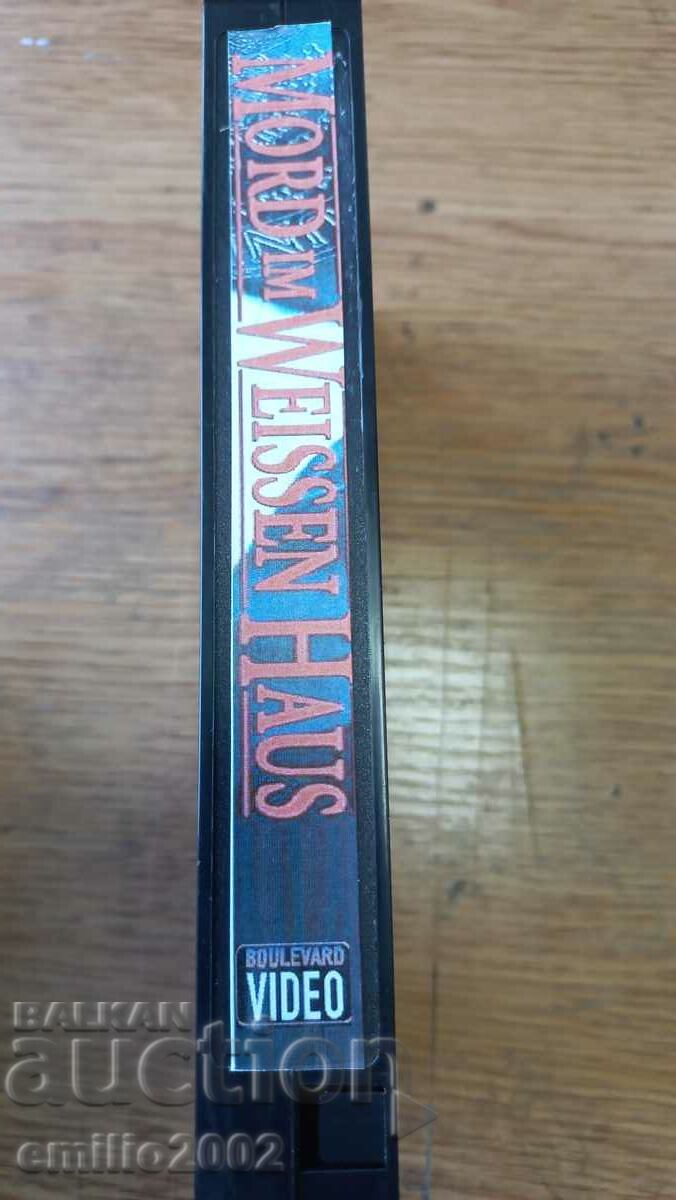 MORD IM WEISSEN HAUS
BOULEVARD
VIDEO
BALKAN
auction
emilio2002